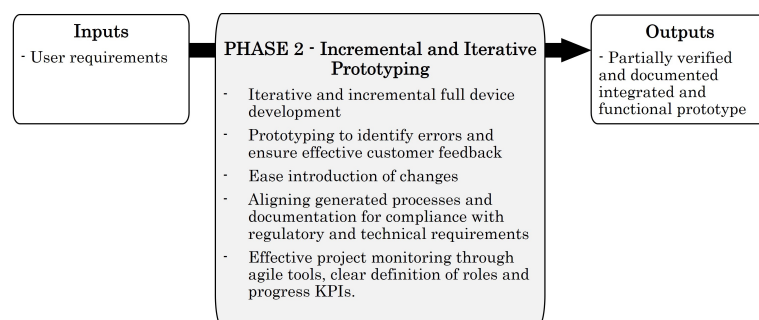 Inputs
- User requirements
PHASE 2 - Incremental and Iterative
Prototyping
- Iterative and incremental full device
development
- Prototyping to identify errors and
ensure effective customer feedback
- Ease introduction of changes
- Aligning generated processes and
documentation for compliance with
regulatory and technical requirements
- Effective project monitoring through
agile tools, clear definition of roles and
progress KPIs.
Outputs
- Partially verified
and documented
integrated and
functional prototype